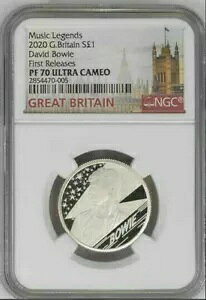 Music Legends
2020 G.Britain S£1
David Bowie
First Releases
PF 70 ULTRA CAMEO
2854470-005
GREAT BRITAIN
NGC
BOWIE